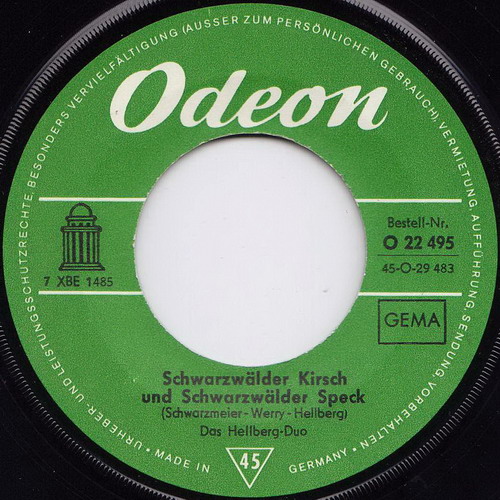 URHEBER- UND LEISTUNGSSCHUTZRECHTE, BESONDERS VERVIELFÄLTIGUNG (AUSSER ZUM PERSÖNLICHEN GEBRAUCH), VERMIETUNG, AUFFÜHRUNG, SENDUNG VORBEHALTEN
Odeon
Bestell-Nr.
O 22 495
45-O-29 483
7 XBE 1485
GEMA
Schwarzwälder Kirsch
und Schwarzwälder Speck
(Schwarzmeier - Werry - Hellberg)
Das Hellberg-Duo
• MADE IN
45
GERMANY •